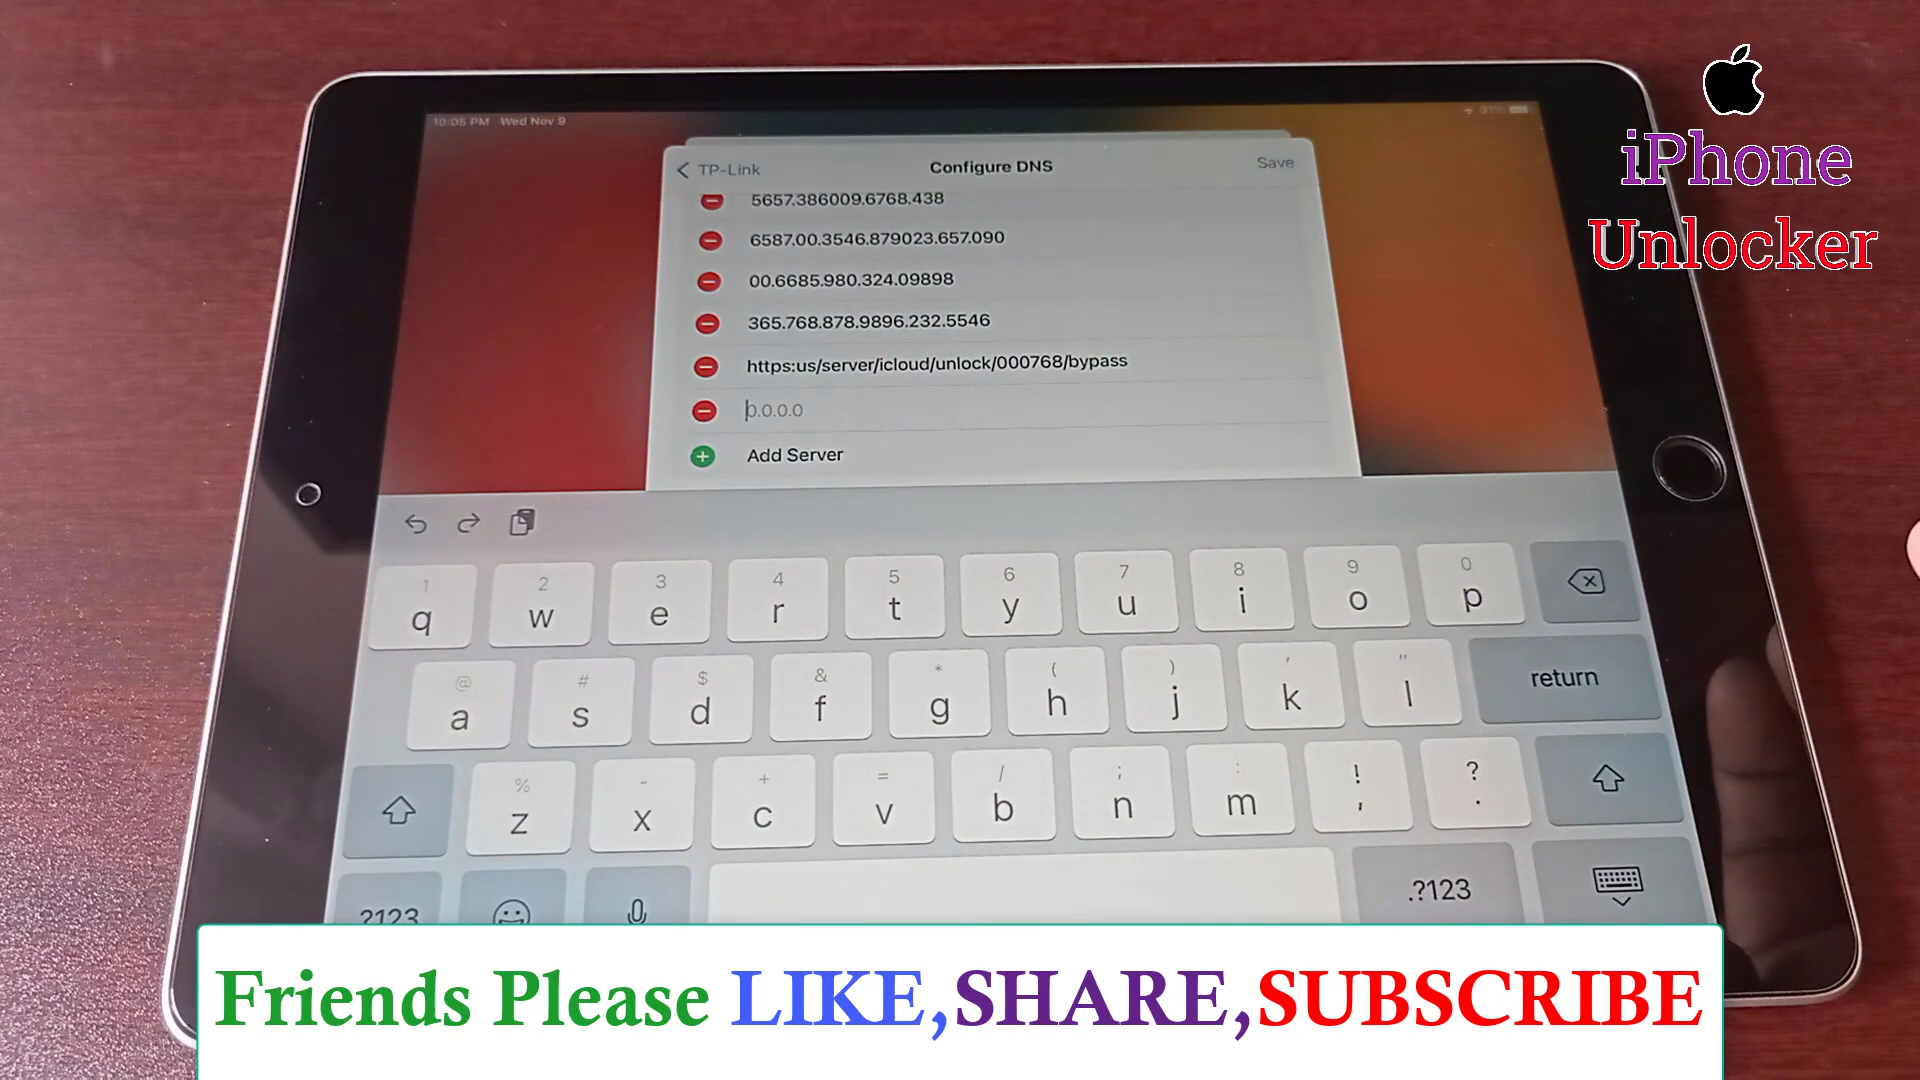 10:05 PM Wed Nov 9
TP-Link Configure DNS Save
5657.386009.6768.438
6587.00.3546.879023.657.090
00.6685.980.324.09898
365.768.878.9896.232.5546
https:us/server/icloud/unlock/000768/bypass
0.0.0.0
Add Server
iPhone
Unlocker
1 2 3 4 5 6 7 8 9 0
q w e r t y u i o p
@ # $ & * ( ) ' "
a s d f g h j k l return
% - + = / ; : ! ?
z x c v b n m , .
.?123
Friends Please LIKE,SHARE,SUBSCRIBE